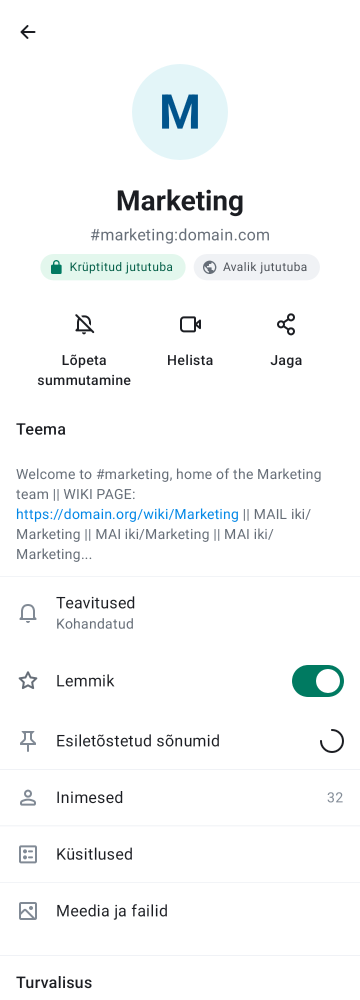 M
Marketing
#marketing:domain.com
Krüptitud jututuba
Avalik jututuba
Lõpeta
summutamine
Helista
Jaga
Teema
Welcome to #marketing, home of the Marketing
team || WIKI PAGE:
https://domain.org/wiki/Marketing || MAIL iki/
Marketing || MAI iki/Marketing || MAI iki/
Marketing...
Teavitused
Kohandatud
Lemmik
Esiletõstetud sõnumid
Inimesed 32
Küsitlused
Meedia ja failid
Turvalisus